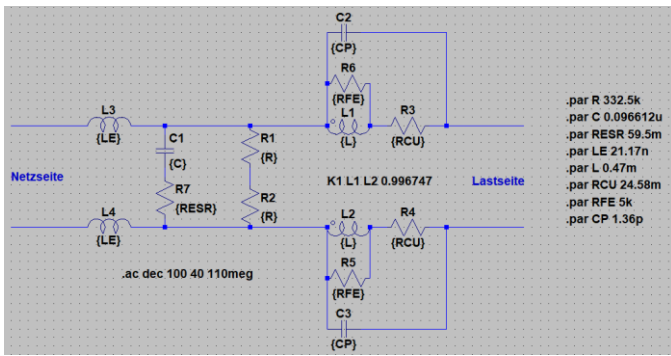 C2
{CP}
R6
{RFE}
L3
{LE}
L1
{L}
R3
{RCU}
C1
{C}
R1
{R}
R7
{RESR}
R2
{R}
Netzseite
K1 L1 L2 0.996747
Lastseite
L4
{LE}
L2
{L}
R4
{RCU}
R5
{RFE}
C3
{CP}
.ac dec 100 40 110meg
.par R 332.5k
.par C 0.096612u
.par RESR 59.5m
.par LE 21.17n
.par L 0.47m
.par RCU 24.58m
.par RFE 5k
.par CP 1.36p